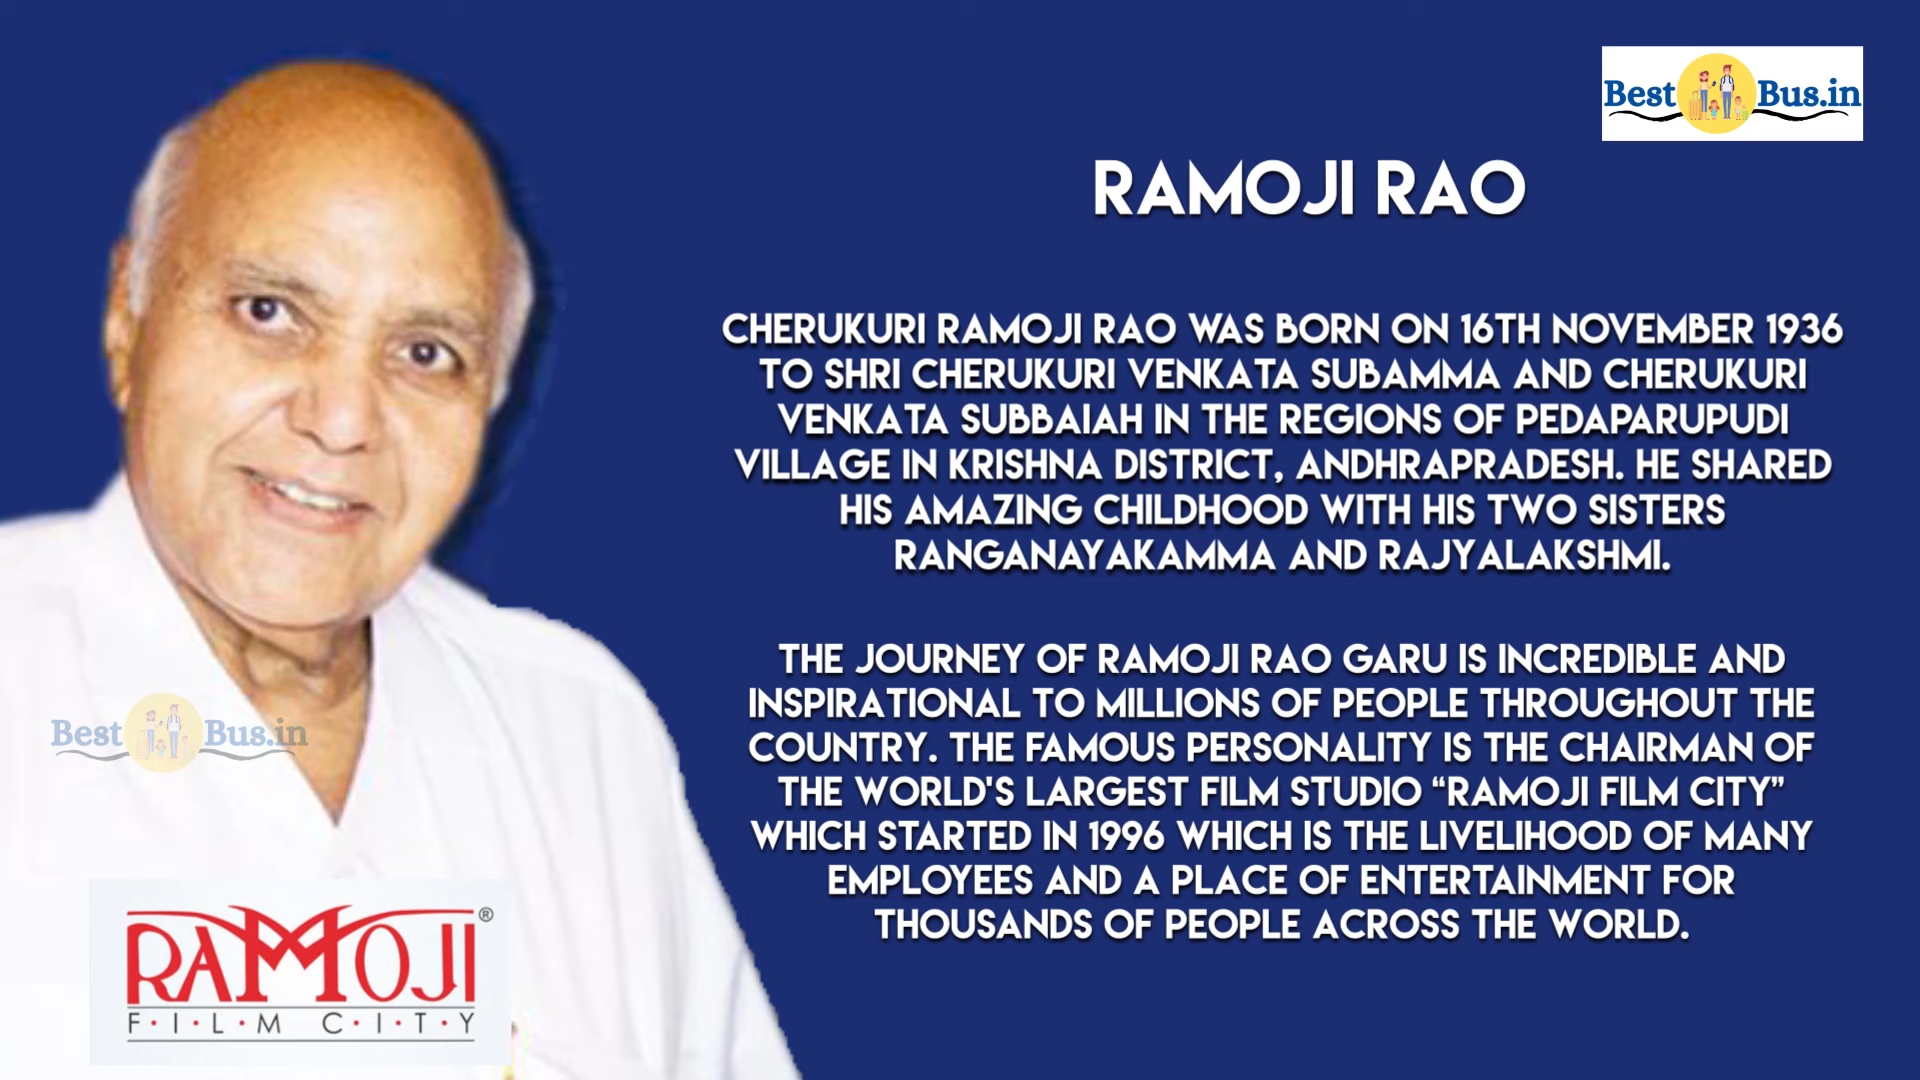 Best Bus.in
RAMOJI RAO
CHERUKURI RAMOJI RAO WAS BORN ON 16TH NOVEMBER 1936
TO SHRI CHERUKURI VENKATA SUBAMMA AND CHERUKURI
VENKATA SUBBAIAH IN THE REGIONS OF PEDAPARUPUDI
VILLAGE IN KRISHNA DISTRICT, ANDHRAPRADESH. HE SHARED
HIS AMAZING CHILDHOOD WITH HIS TWO SISTERS
RANGANAYAKAMMA AND RAJYALAKSHMI.
THE JOURNEY OF RAMOJI RAO GARU IS INCREDIBLE AND
INSPIRATIONAL TO MILLIONS OF PEOPLE THROUGHOUT THE
COUNTRY. THE FAMOUS PERSONALITY IS THE CHAIRMAN OF
THE WORLD'S LARGEST FILM STUDIO “RAMOJI FILM CITY”
WHICH STARTED IN 1996 WHICH IS THE LIVELIHOOD OF MANY
EMPLOYEES AND A PLACE OF ENTERTAINMENT FOR
THOUSANDS OF PEOPLE ACROSS THE WORLD.
Best Bus.in
RAMOJI®
F·I·L·M C·I·T·Y